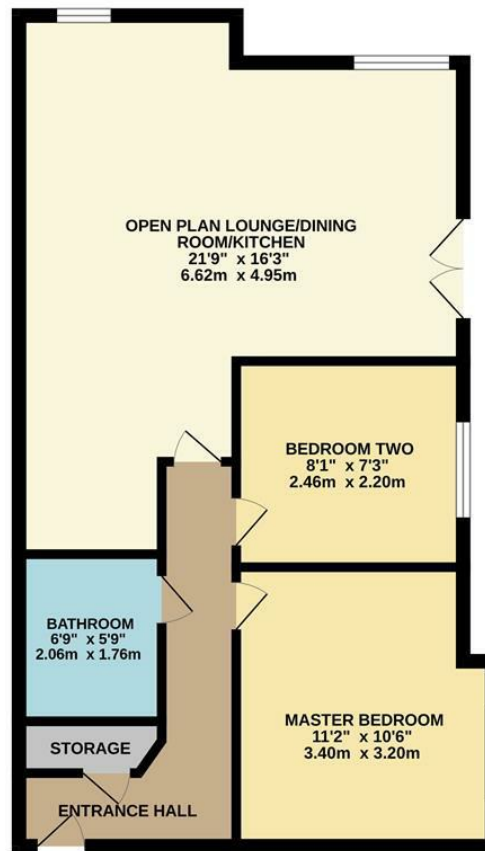 OPEN PLAN LOUNGE/DINING
ROOM/KITCHEN
21'9" x 16'3"
6.62m x 4.95m
BEDROOM TWO
8'1" x 7'3"
2.46m x 2.20m
BATHROOM
6'9" x 5'9"
2.06m x 1.76m
MASTER BEDROOM
11'2" x 10'6"
3.40m x 3.20m
STORAGE
ENTRANCE HALL